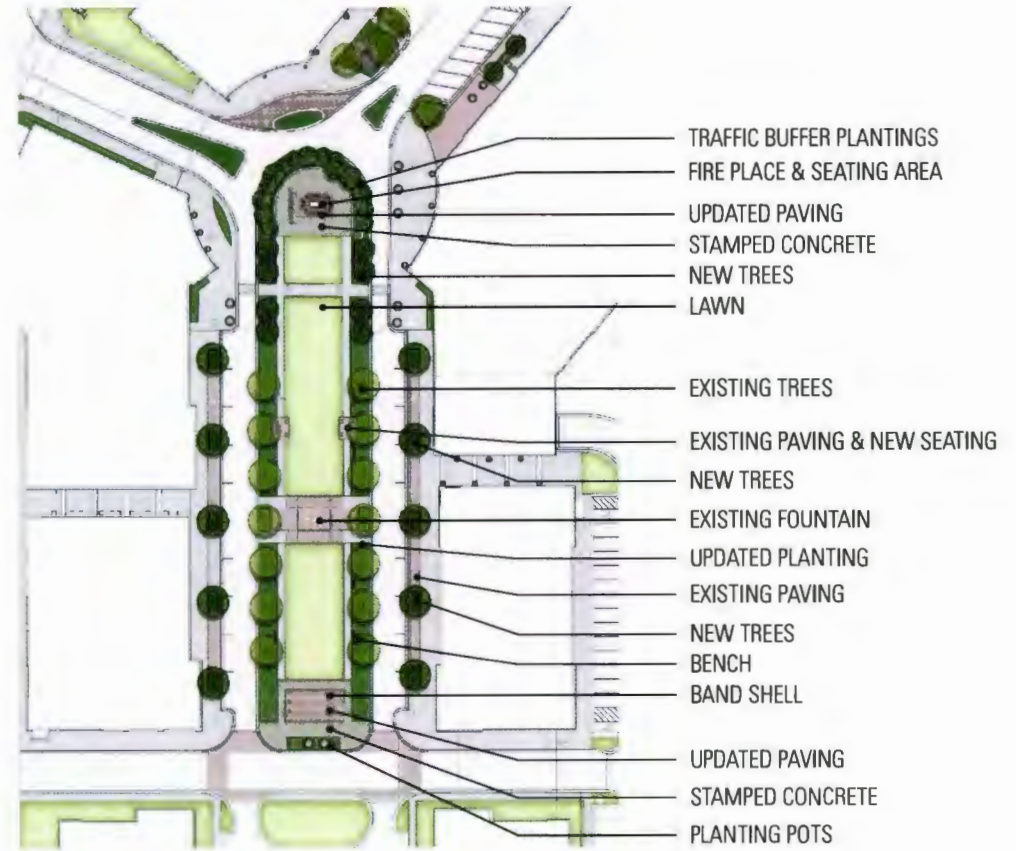 TRAFFIC BUFFER PLANTINGS
FIRE PLACE & SEATING AREA
UPDATED PAVING
STAMPED CONCRETE
NEW TREES
LAWN
EXISTING TREES
EXISTING PAVING & NEW SEATING
NEW TREES
EXISTING FOUNTAIN
UPDATED PLANTING
EXISTING PAVING
NEW TREES
BENCH
BAND SHELL
UPDATED PAVING
STAMPED CONCRETE
PLANTING POTS